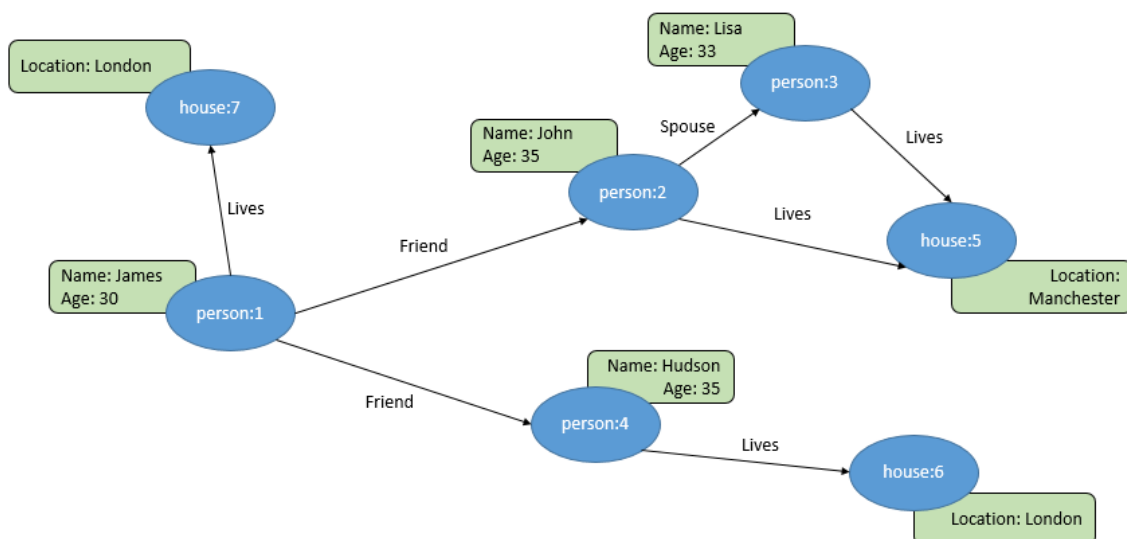 Name: Lisa
Age: 33
person:3
Location: London
house:7
Spouse
Lives
Name: John
Age: 35
person:2
Lives
Lives
house:5
Location:
Manchester
Friend
Name: James
Age: 30
person:1
Name: Hudson
Age: 35
Friend
person:4
Lives
house:6
Location: London